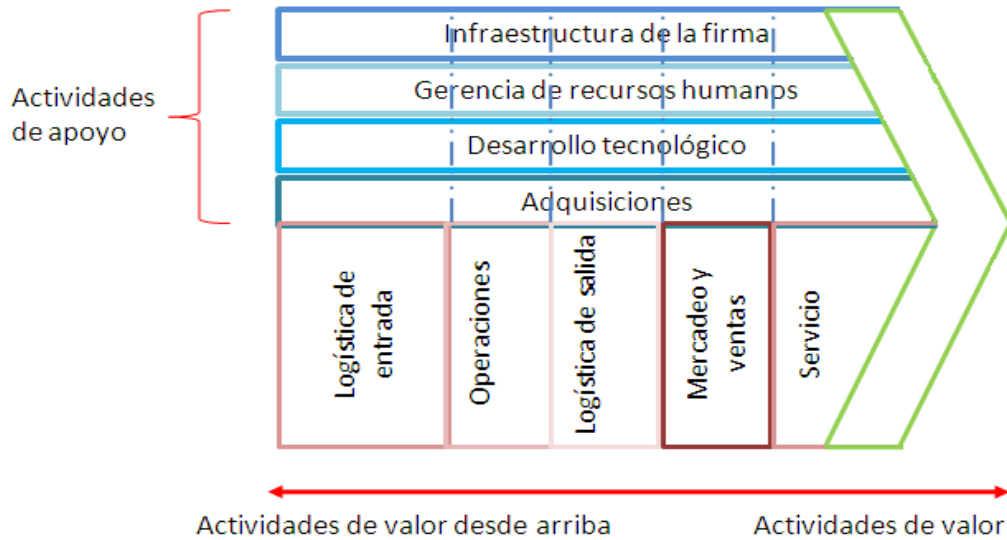 Infraestructura de la firma
Gerencia de recursos humanos
Actividades
de apoyo
Desarrollo tecnológico
Adquisiciones
Logística de
entrada
Operaciones
Logística de salida
Mercadeo y
ventas
Servicio
Actividades de valor desde arriba
Actividades de valor